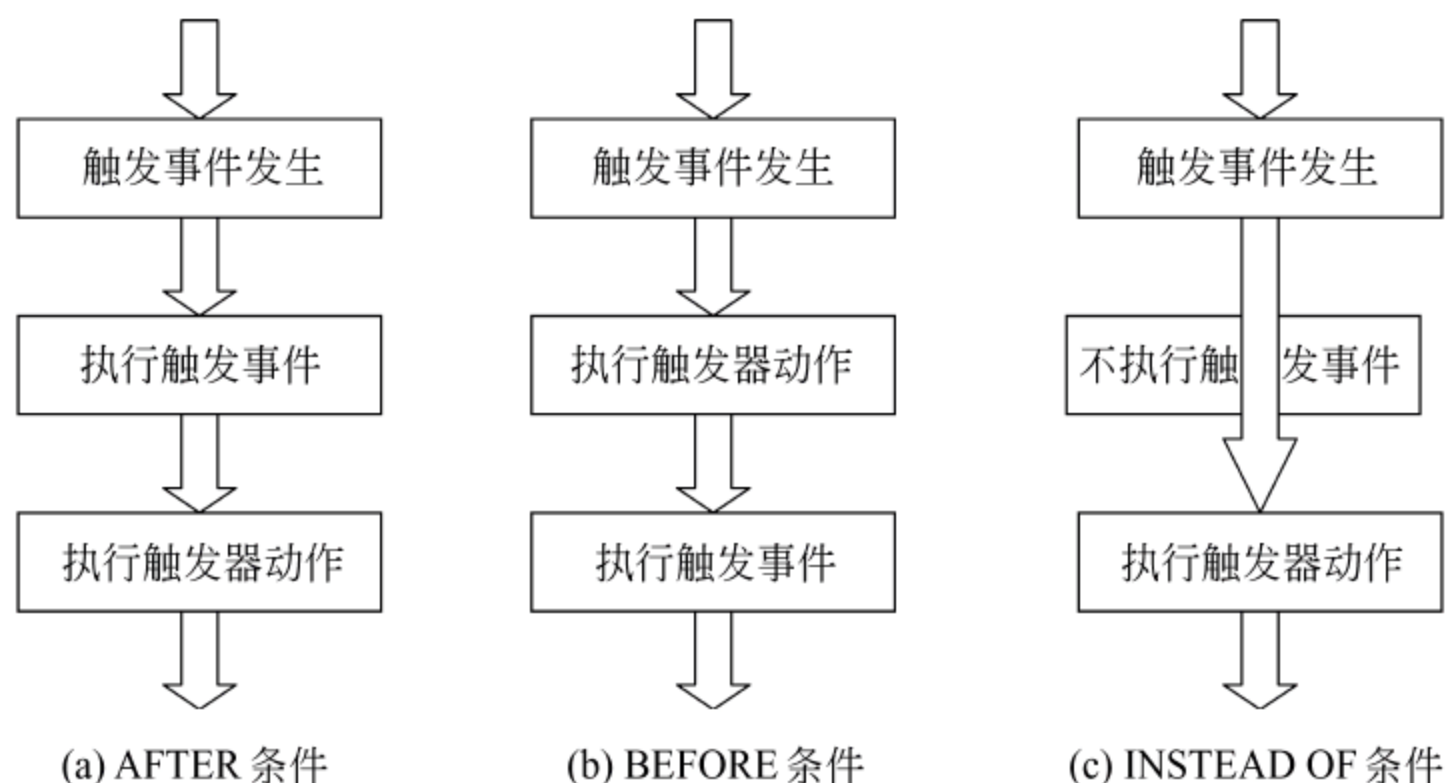 触发事件发生
执行触发事件
执行触发器动作
(a) AFTER 条件
触发事件发生
执行触发器动作
执行触发事件
(b) BEFORE 条件
触发事件发生
不执行触发事件
执行触发器动作
(c) INSTEAD OF 条件